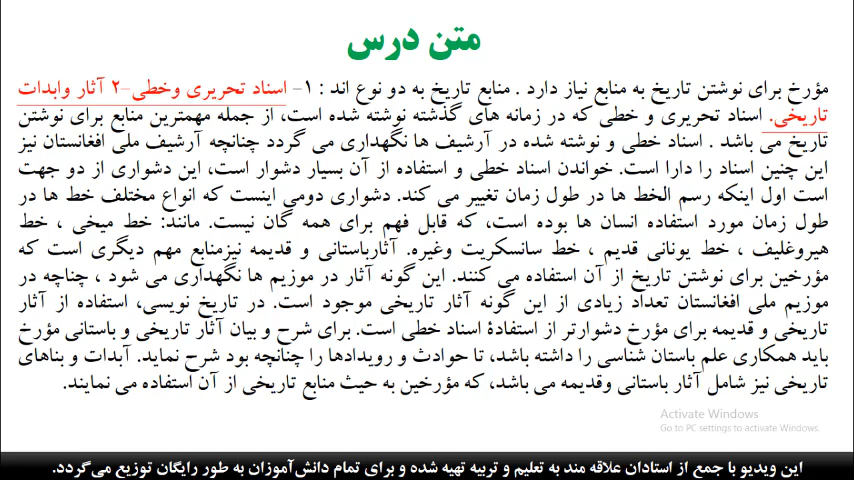 متن درس
مؤرخ برای نوشتن تاریخ به منابع نیاز دارد . منابع تاریخ به دو نوع اند : ۱- اسناد تحریری وخطی-۲ آثار وابدات
تاریخی. اسناد تحریری و خطی که در زمانه های گذشته نوشته شده است، از جمله مهمترین منابع برای نوشتن
تاریخ می باشد . اسناد خطی و نوشته شده در آرشیف ها نگهداری می گردد چنانچه آرشیف ملی افغانستان نیز
این چنین اسناد را دارا است. خواندن اسناد خطی و استفاده از آن بسیار دشوار است، این دشواری از دو جهت
است اول اینکه رسم الخط ها در طول زمان تغییر می کند. دشواری دومی اینست که انواع مختلف خط ها در
طول زمان مورد استفاده انسان ها بوده است، که قابل فهم برای همه گان نیست. مانند: خط میخی ، خط
هیروغلیف ، خط یونانی قدیم ، خط سانسکریت وغیره. آثارباستانی و قدیمه نیزمنابع مهم دیگری است که
مؤرخین برای نوشتن تاریخ از آن استفاده می کنند. این گونه آثار در موزیم ها نگهداری می شود ، چناچه در
موزیم ملی افغانستان تعداد زیادی از این گونه آثار تاریخی موجود است. در تاریخ نویسی، استفاده از آثار
تاریخی و قدیمه برای مؤرخ دشوارتر از استفادهٔ اسناد خطی است. برای شرح و بیان آثار تاریخی و باستانی مؤرخ
باید همکاری علم باستان شناسی را داشته باشد، تا حوادث و رویدادها را چنانچه بود شرح نماید. آبدات و بناهای
تاریخی نیز شامل آثار باستانی وقدیمه می باشد، که مؤرخین به حیث منابع تاریخی از آن استفاده می نمایند.
Activate Windows
Go to PC settings to activate Windows.
این ویدیو با جمع از استادان علاقه مند به تعلیم و تربیه تهیه شده و برای تمام دانش‌آموزان به طور رایگان توزیع می‌گردد.